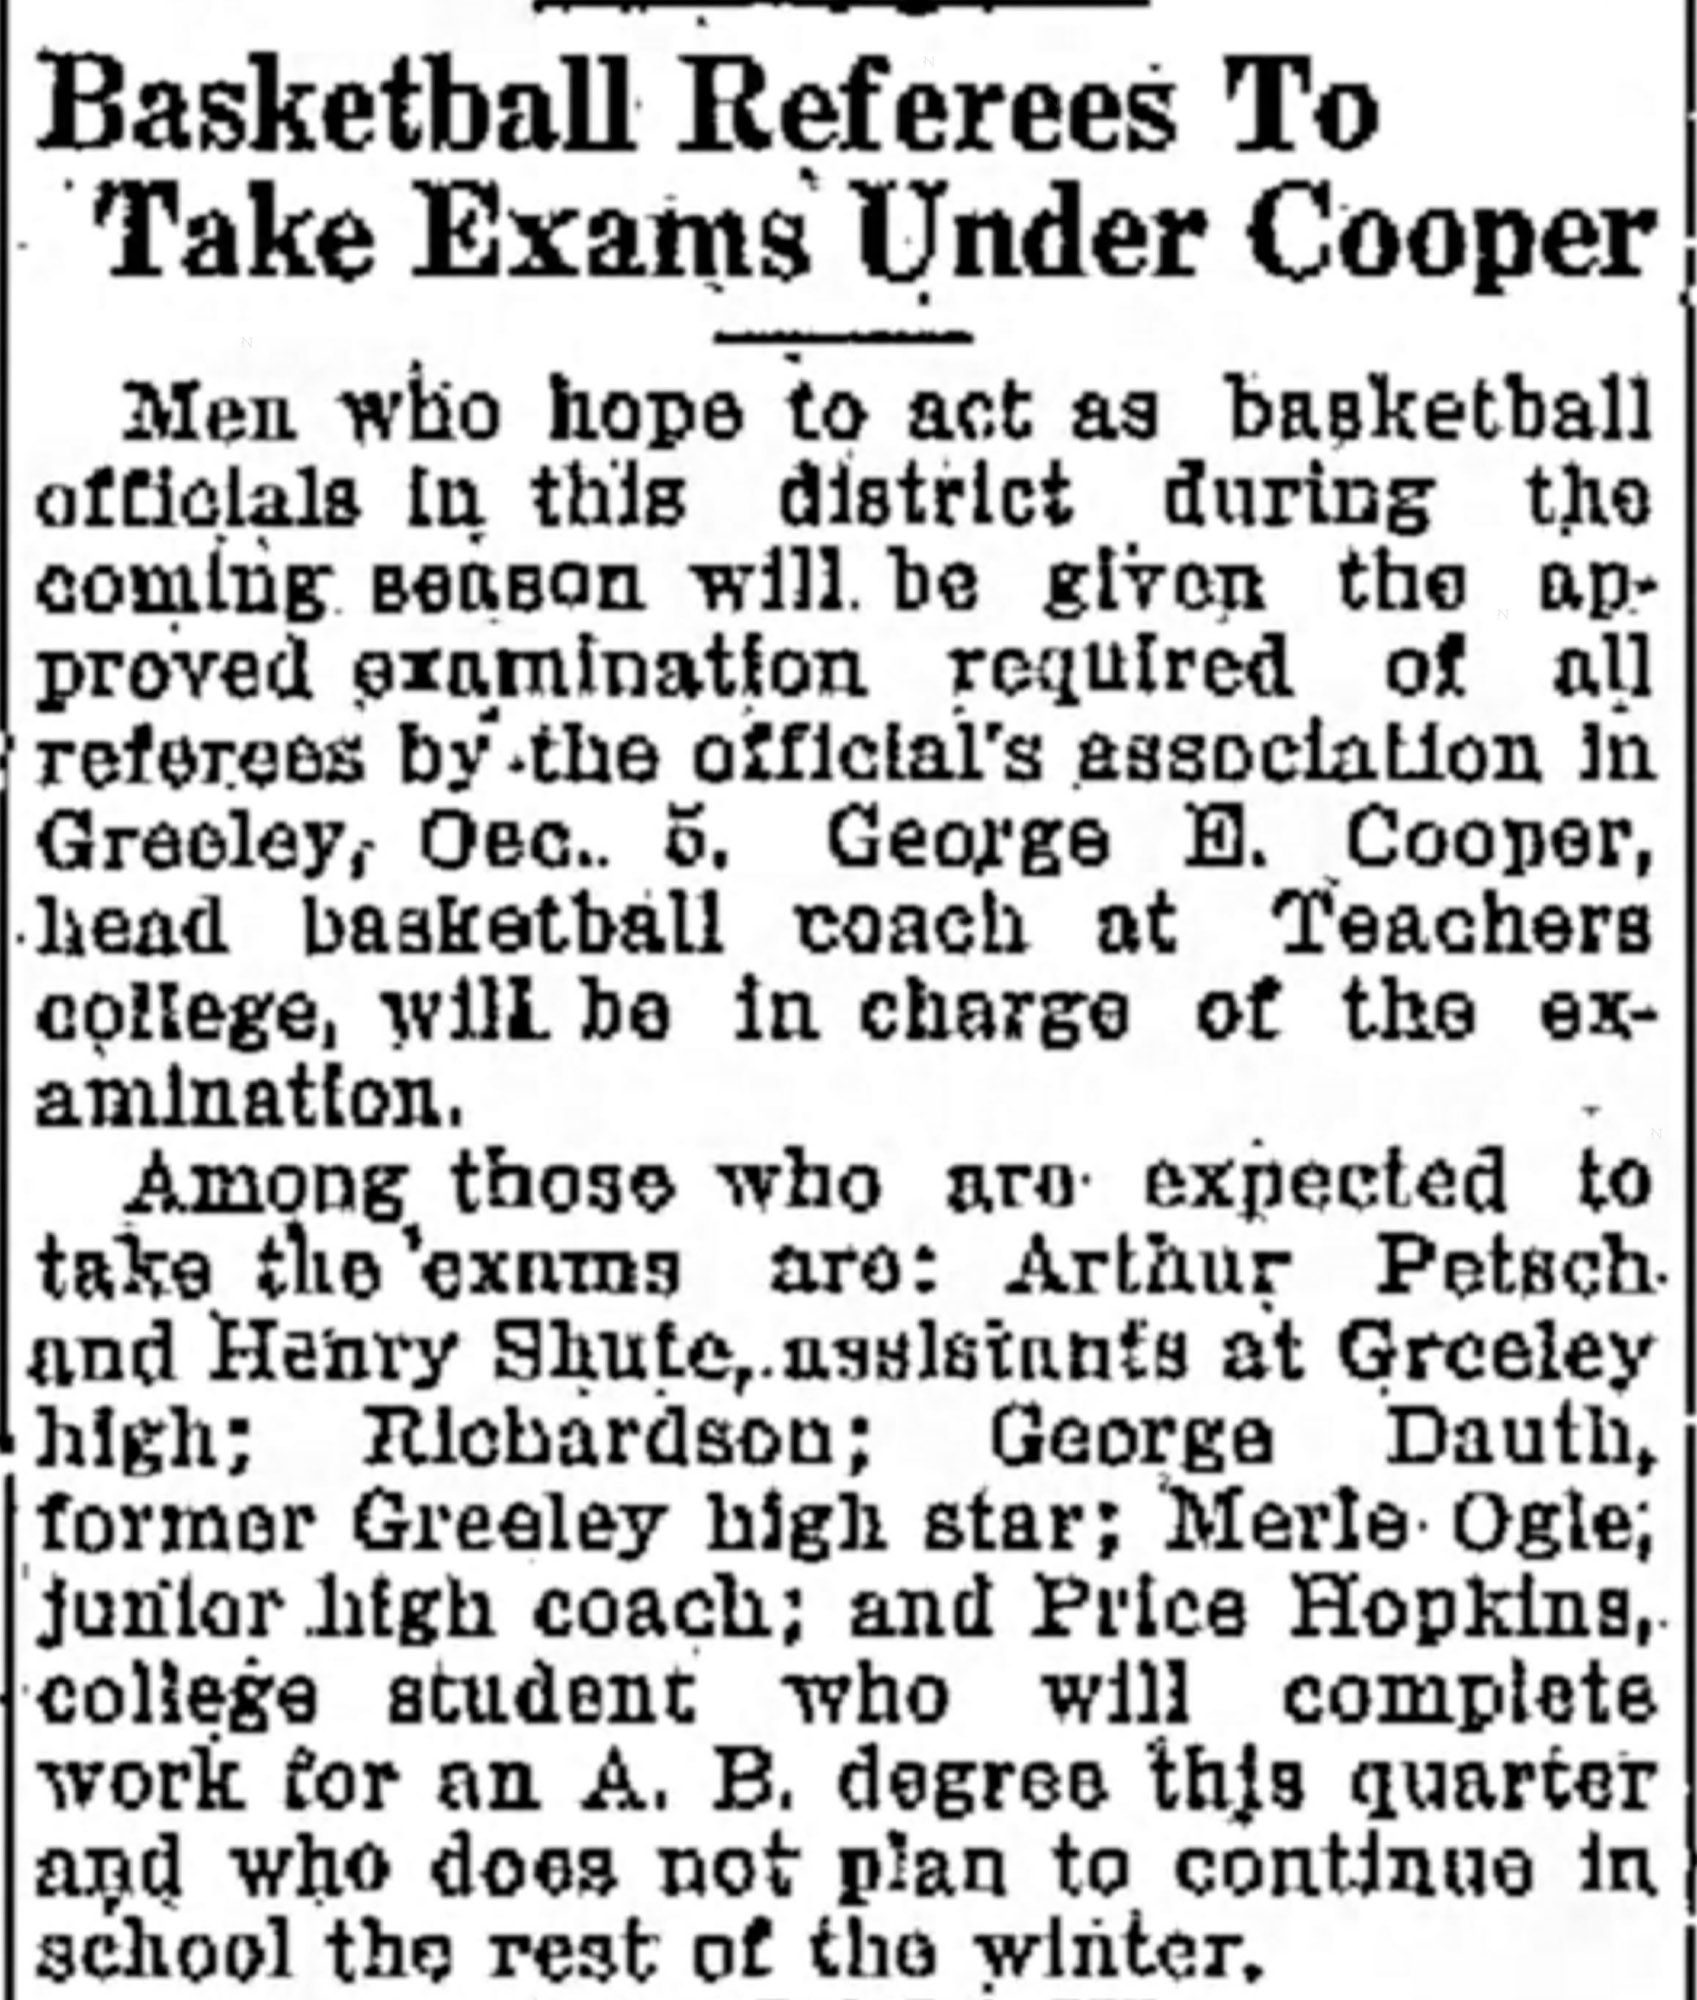 Basketball Referees To
Take Exams Under Cooper
Men who hope to act as basketball
officials in this district during the
coming season will be given the ap-
proved examination required of all
referees by the official's association in
Greeley, Dec. 5. George E. Cooper,
head basketball coach at Teachers
college, will be in charge of the ex-
amination.
Among those who are expected to
take the exams are: Arthur Petsch
and Henry Shute, assistants at Greeley
high; Richardson; George Dauth,
former Greeley high star; Merle Ogle,
junior high coach; and Price Hopkins,
college student who will complete
work for an A. B. degree this quarter
and who does not plan to continue in
school the rest of the winter.